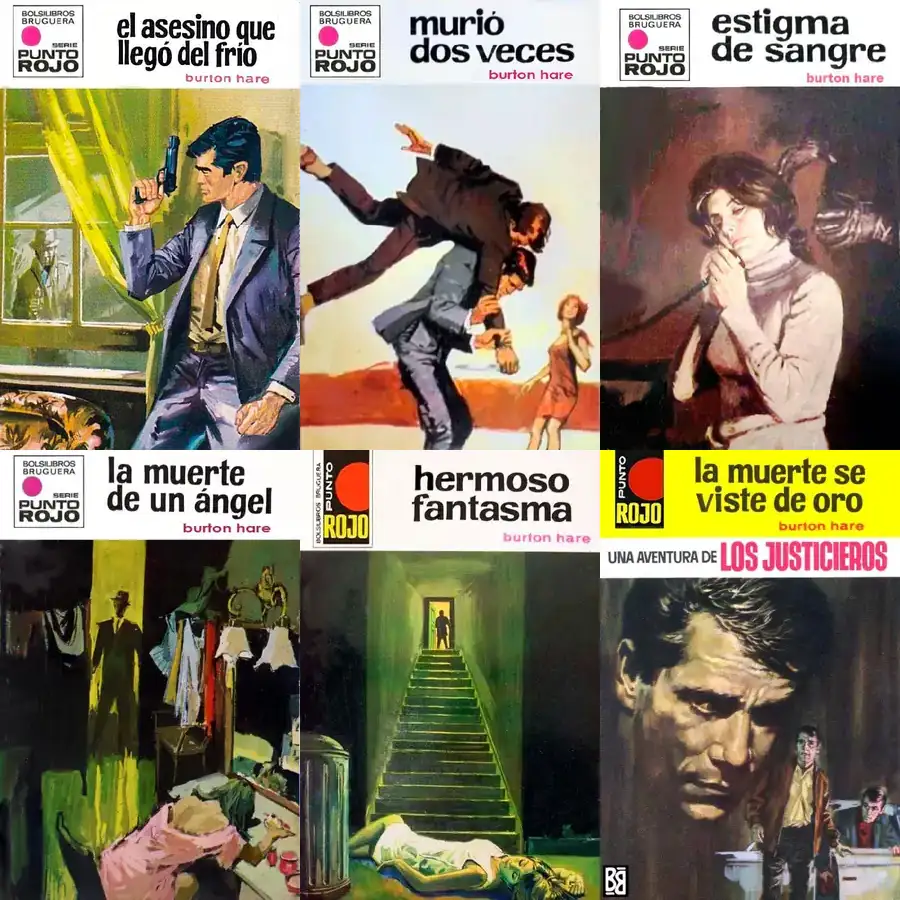 BOLSILIBROS
BRUGUERA
SERIE
PUNTO
ROJO
el asesino que
llegó del frío
burton hare
BOLSILIBROS
BRUGUERA
SERIE
PUNTO
ROJO
murió
dos veces
burton hare
BOLSILIBROS
BRUGUERA
SERIE
PUNTO
ROJO
estigma
de sangre
burton hare
BOLSILIBROS
BRUGUERA
SERIE
PUNTO
ROJO
la muerte
de un ángel
burton hare
BOLSILIBROS BRUGUERA
PUNTO
ROJO
hermoso
fantasma
burton hare
PUNTO
ROJO
la muerte se
viste de oro
burton hare
UNA AVENTURA DE LOS JUSTICIEROS
BB